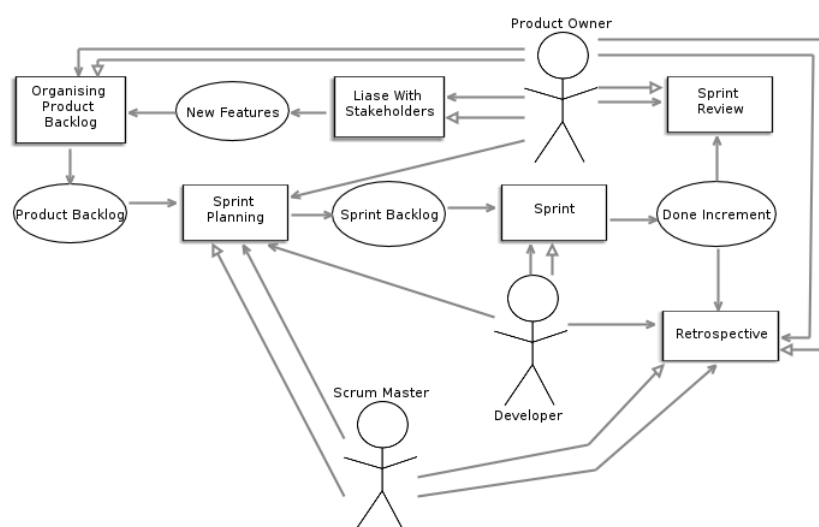 Product Owner
Organising
Product
Backlog
New Features
Liase With
Stakeholders
Sprint
Review
Product Backlog
Sprint
Planning
Sprint Backlog
Sprint
Done Increment
Retrospective
Scrum Master
Developer